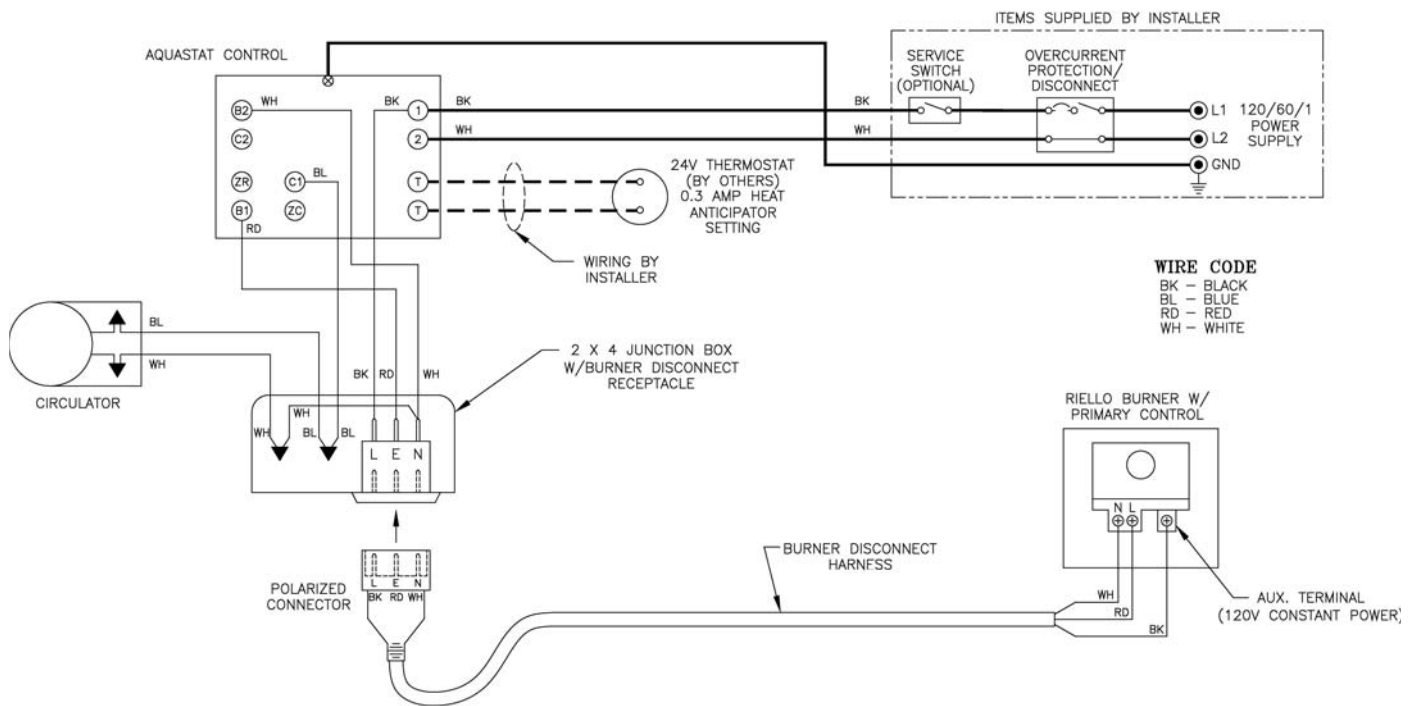 ITEMS SUPPLIED BY INSTALLER
AQUASTAT CONTROL
SERVICE
SWITCH
(OPTIONAL)
OVERCURRENT
PROTECTION/
DISCONNECT
B2
WH
BK
1
BK
BK
L1
120/60/1
POWER
SUPPLY
C2
2
WH
WH
L2
GND
ZR
C1
BL
T
B1
RD
ZC
T
24V THERMOSTAT
(BY OTHERS)
0.3 AMP HEAT
ANTICIPATOR
SETTING
WIRING BY
INSTALLER
WIRE CODE
BK – BLACK
BL – BLUE
RD – RED
WH – WHITE
BL
WH
CIRCULATOR
BK
RD
WH
2 X 4 JUNCTION BOX
W/BURNER DISCONNECT
RECEPTACLE
WH
WH
BL
BL
L E N
RIELLO BURNER W/
PRIMARY CONTROL
N L
POLARIZED
CONNECTOR
L E N
BK RD WH
BURNER DISCONNECT
HARNESS
WH
RD
BK
AUX. TERMINAL
(120V CONSTANT POWER)